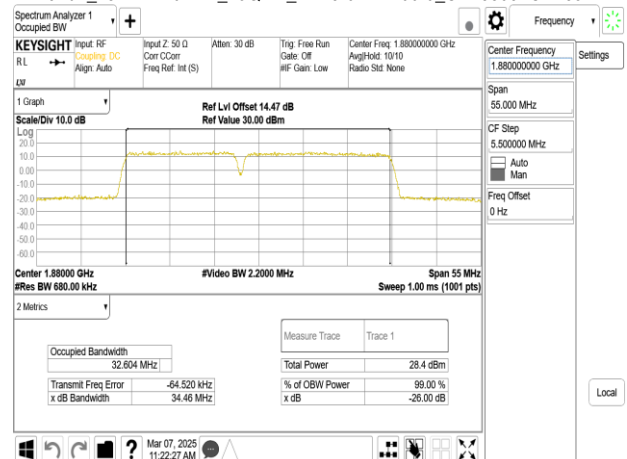 Spectrum Analyzer 1
Occupied BW
Frequency
KEYSIGHT
RL
LXI
Input: RF
Coupling: DC
Align: Auto
Input Z: 50 Ω
Corr CCorr
Freq Ref: Int (S)
Atten: 30 dB
Trig: Free Run
Gate: Off
#IF Gain: Low
Center Freq: 1.880000000 GHz
Avg|Hold: 10/10
Radio Std: None
Center Frequency
1.880000000 GHz
Settings
Span
55.000 MHz
CF Step
5.500000 MHz
Auto
Man
Freq Offset
0 Hz
Local
1 Graph
Scale/Div 10.0 dB
Ref Lvl Offset 14.47 dB
Ref Value 30.00 dBm
Log
20.0
10.0
0.00
-10.0
-20.0
-30.0
-40.0
-50.0
-60.0
Center 1.88000 GHz
#Video BW 2.2000 MHz
Span 55 MHz
#Res BW 680.00 kHz
Sweep 1.00 ms (1001 pts)
2 Metrics
Measure Trace Trace 1
Occupied Bandwidth
32.604 MHz
Total Power 28.4 dBm
Transmit Freq Error -64.520 kHz
% of OBW Power 99.00 %
x dB Bandwidth 34.46 MHz
x dB -26.00 dB
Mar 07, 2025
11:22:27 AM